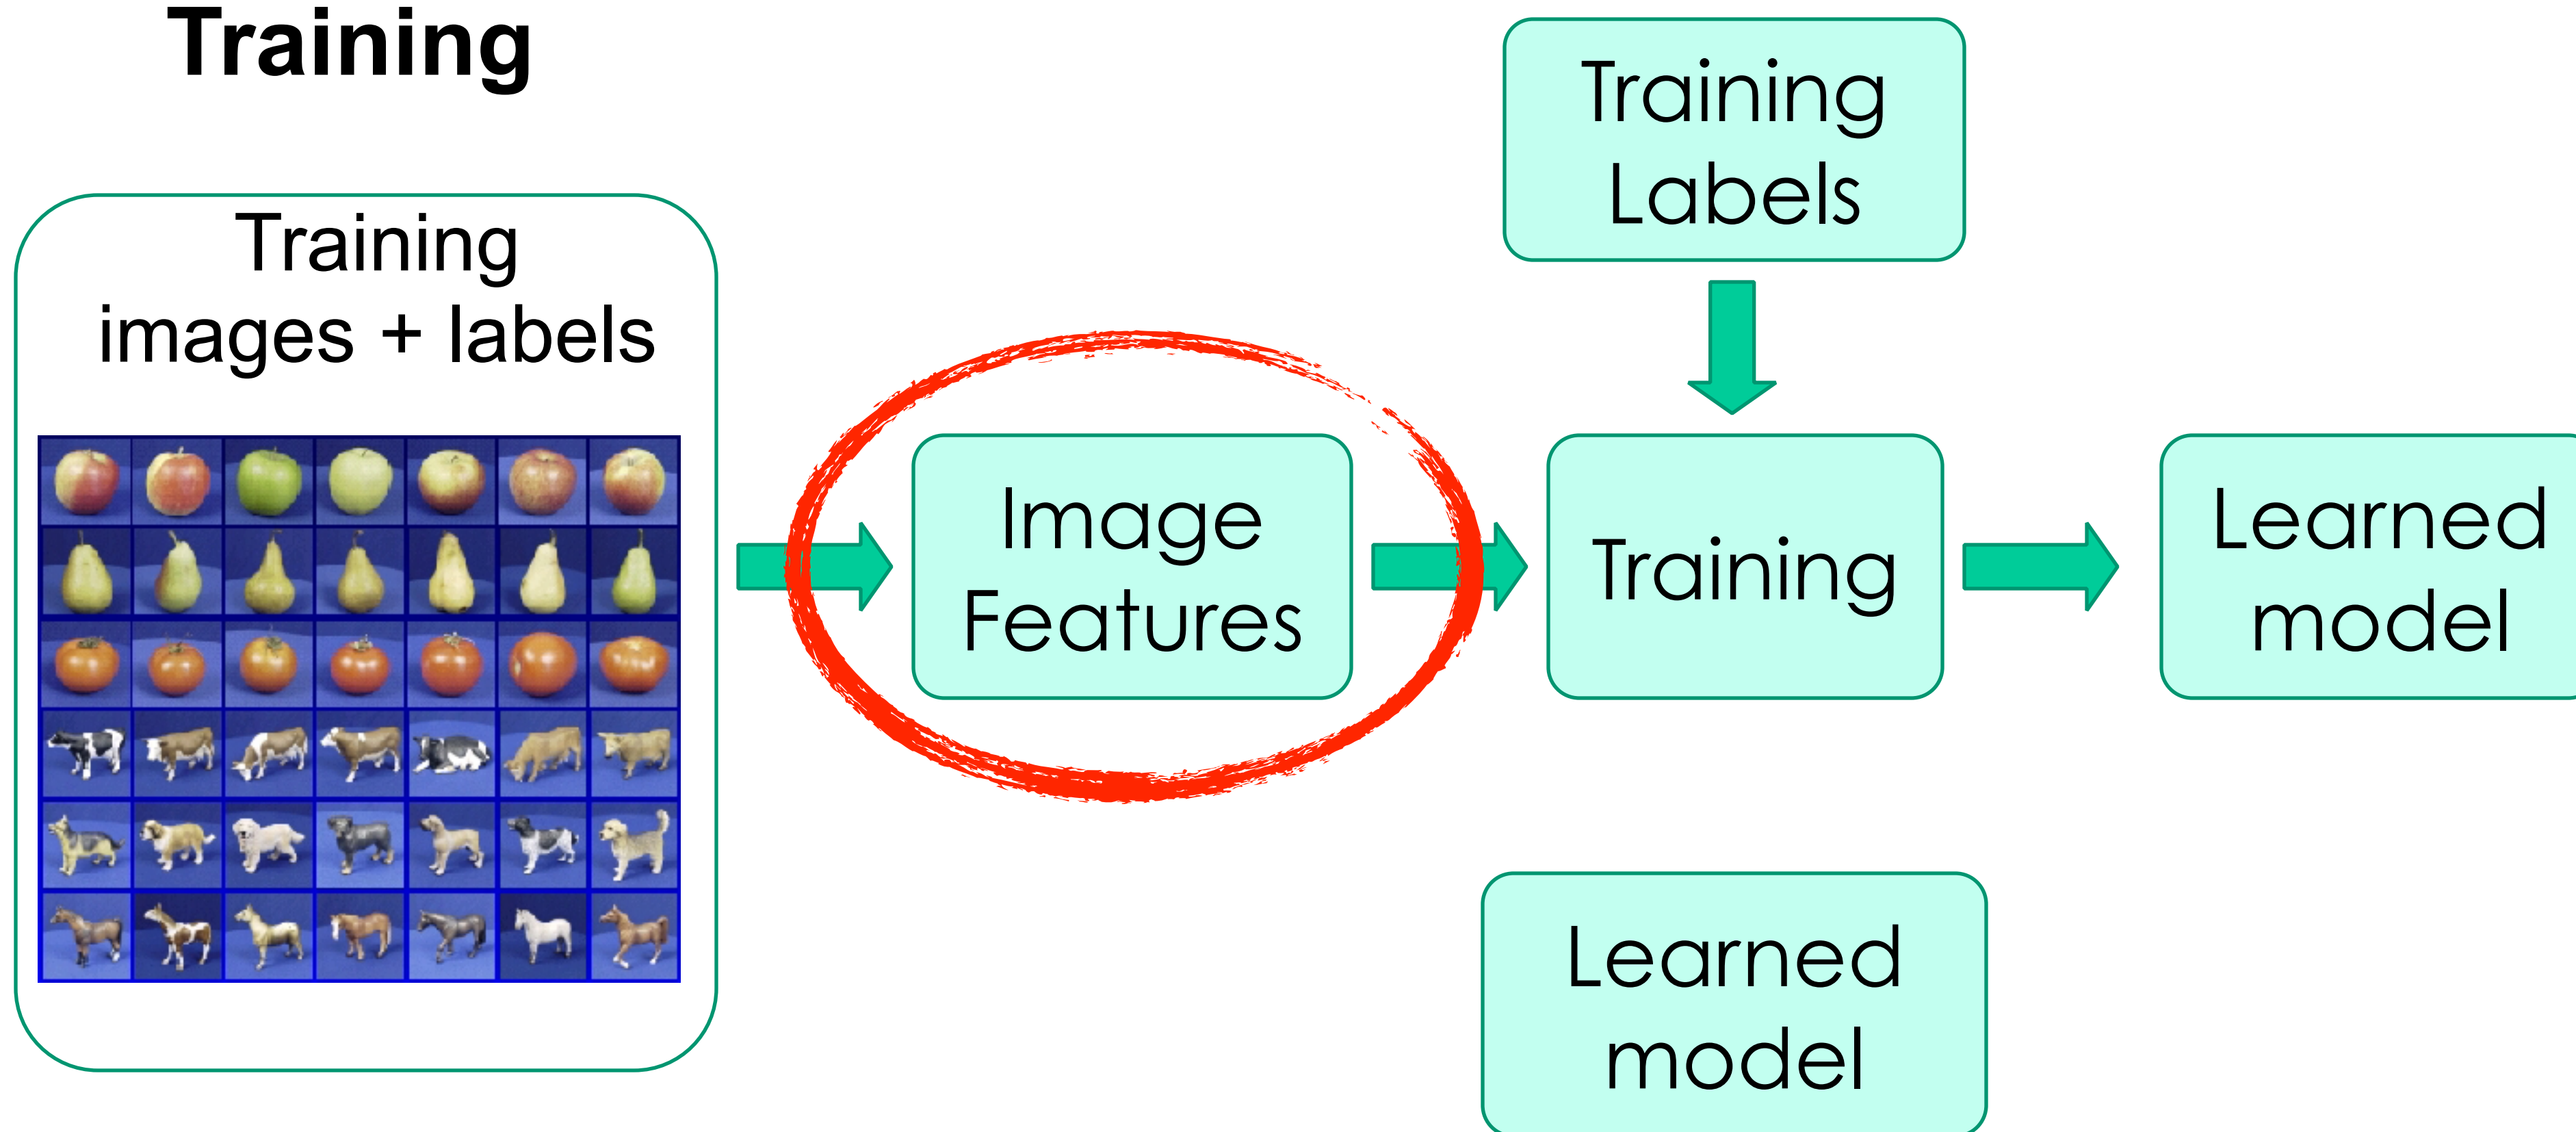 Training
Training
images + labels
Image
Features
Training
Labels
Training
Learned
model
Learned
model